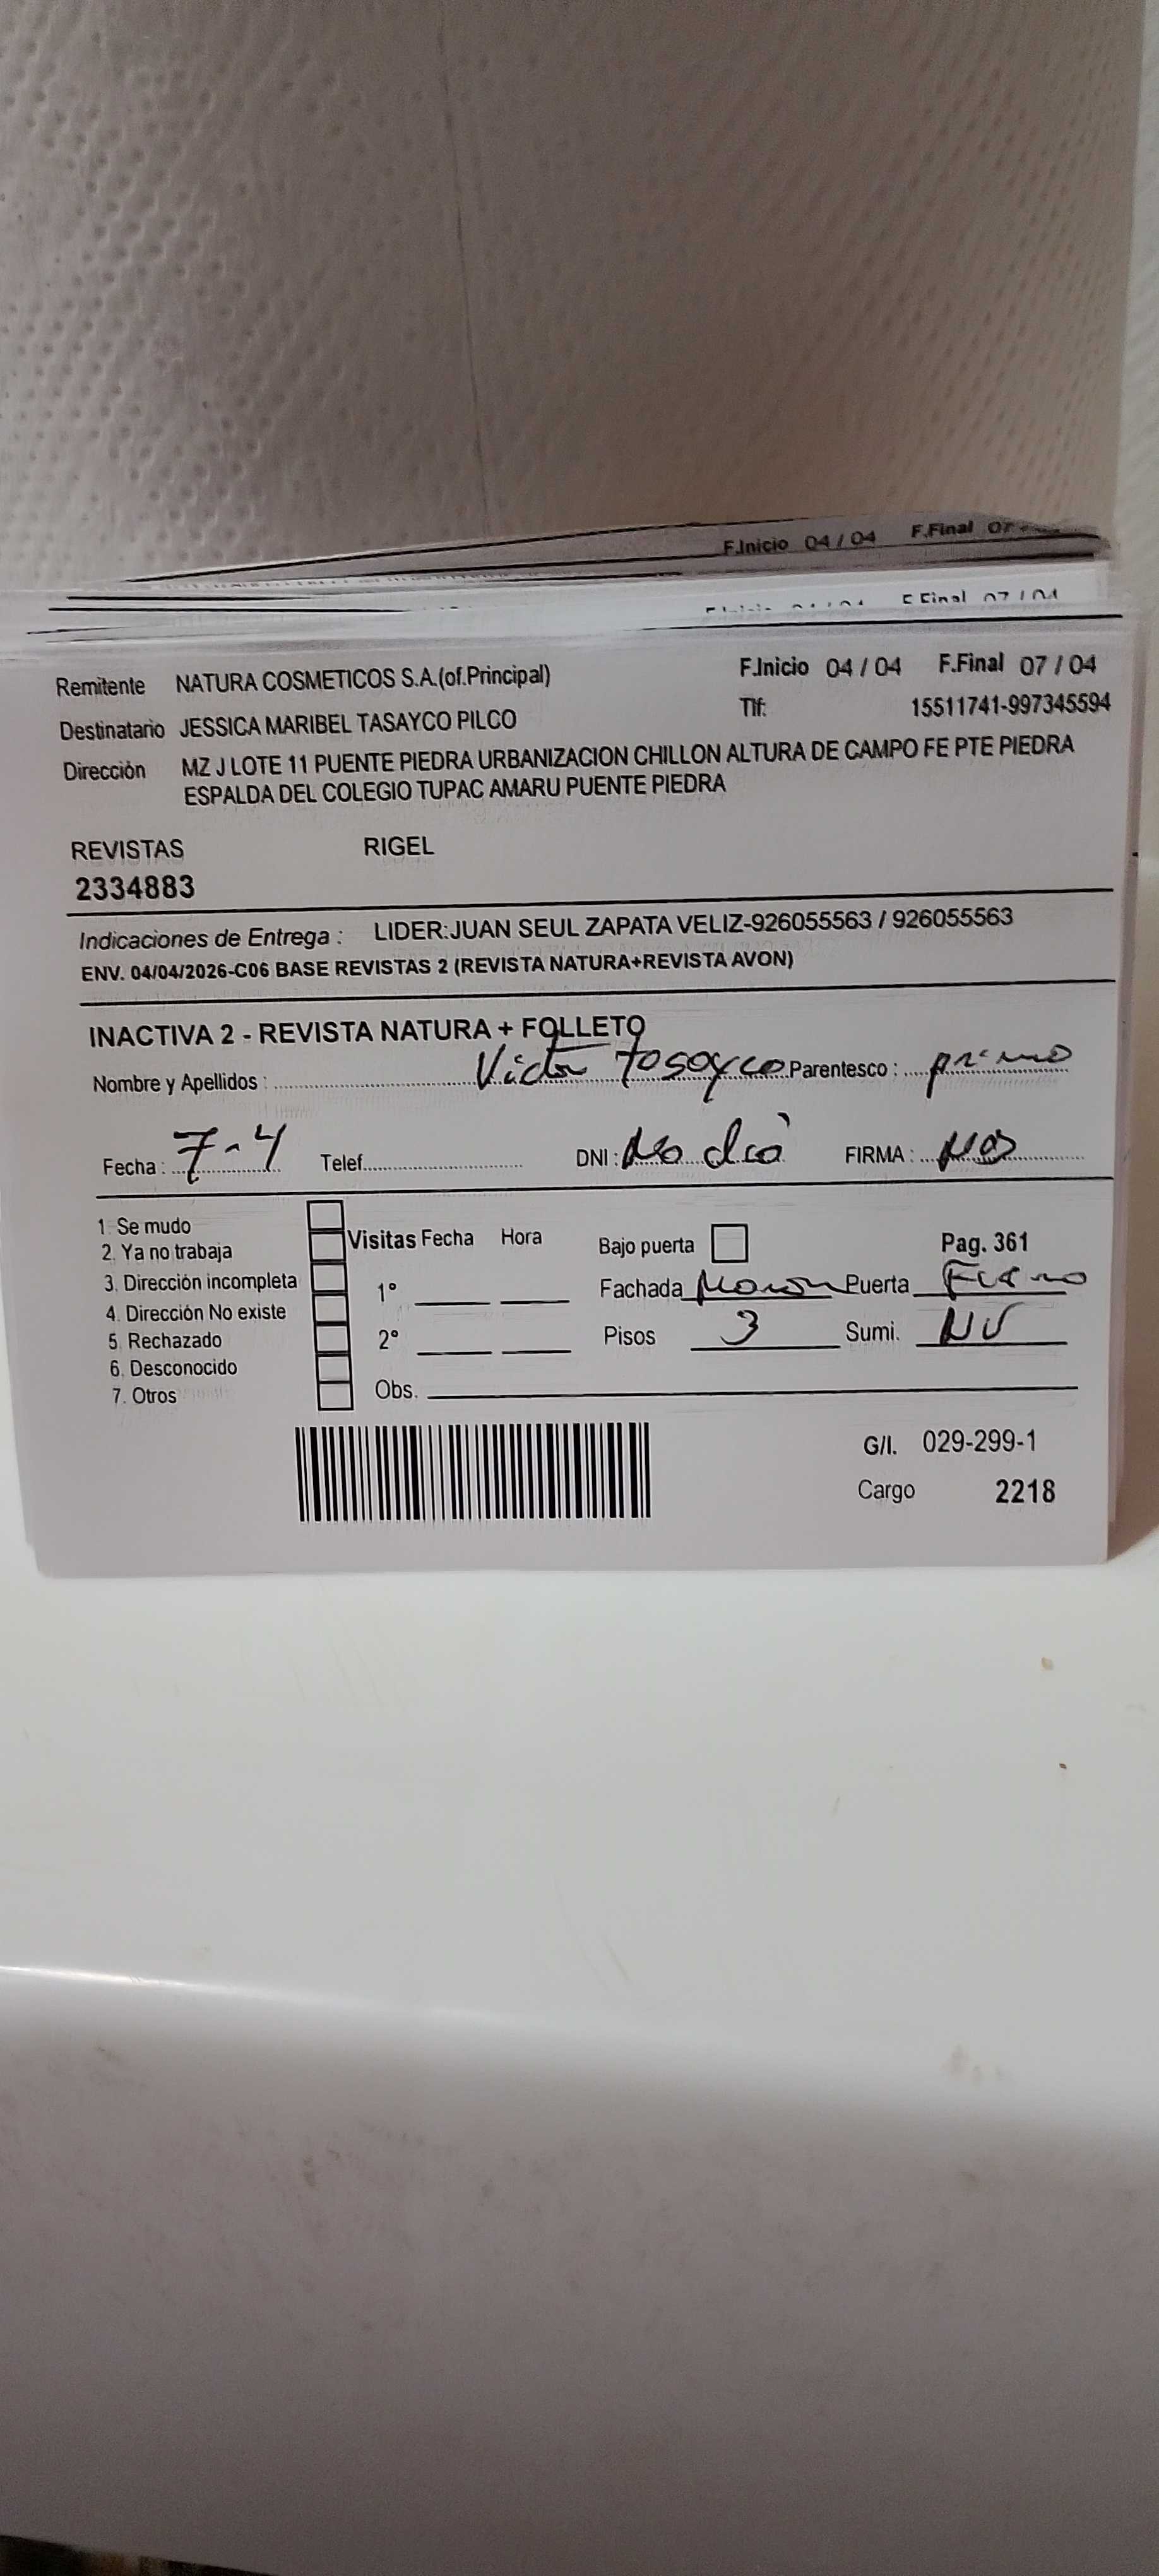 F.Inicio 04 / 04 F.Final 07
F.Final 07 / 04
Remitente NATURA COSMETICOS S.A.(of.Principal) F.Inicio 04 / 04 F.Final 07 / 04
Destinatario JESSICA MARIBEL TASAYCO PILCO Tlf: 15511741-997345594
Dirección MZ J LOTE 11 PUENTE PIEDRA URBANIZACION CHILLON ALTURA DE CAMPO FE PTE PIEDRA
ESPALDA DEL COLEGIO TUPAC AMARU PUENTE PIEDRA
REVISTAS RIGEL
2334883
Indicaciones de Entrega : LIDER:JUAN SEUL ZAPATA VELIZ-926055563 / 926055563
ENV. 04/04/2026-C06 BASE REVISTAS 2 (REVISTA NATURA+REVISTA AVON)
INACTIVA 2 - REVISTA NATURA + FOLLETO
Nombre y Apellidos : Victor Tasayco Parentesco : primo
Fecha : 7-4 Telef. DNI : No dio FIRMA :
1. Se mudo
2. Ya no trabaja
3. Dirección incompleta
4. Dirección No existe
5. Rechazado
6. Desconocido
7. Otros
Visitas Fecha Hora
1°
2°
Obs.
Bajo puerta Pag. 361
Fachada Puerta
Pisos 3 Sumi.
G/I. 029-299-1
Cargo 2218